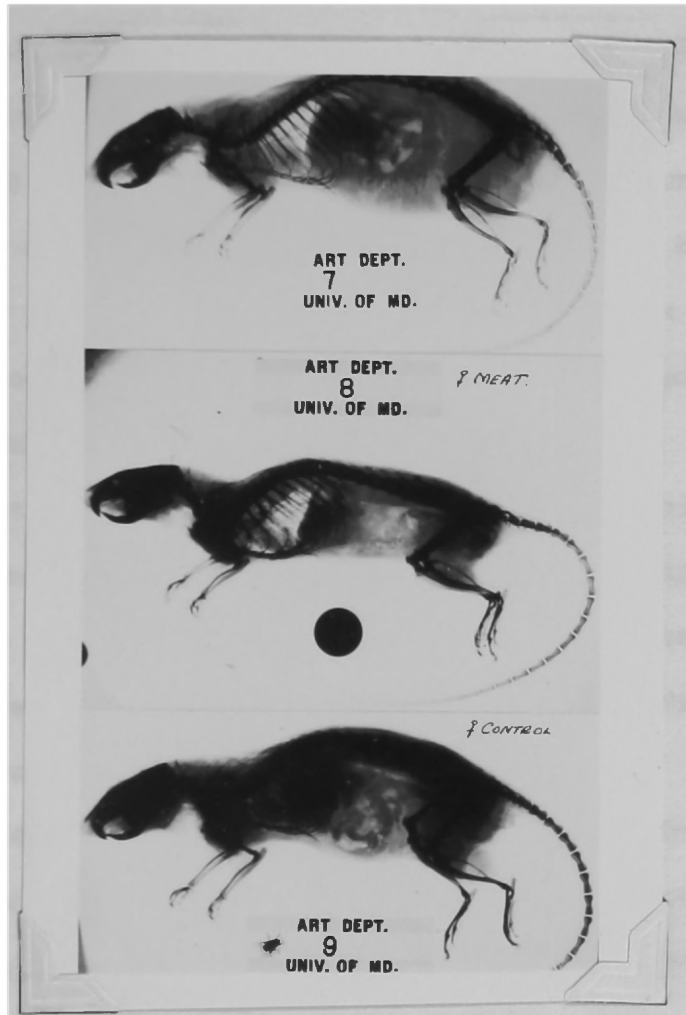 ART DEPT.
7
UNIV. OF MD.
ART DEPT.
8
UNIV. OF MD.
♀ MEAT.
♀ CONTROL
ART DEPT.
9
UNIV. OF MD.